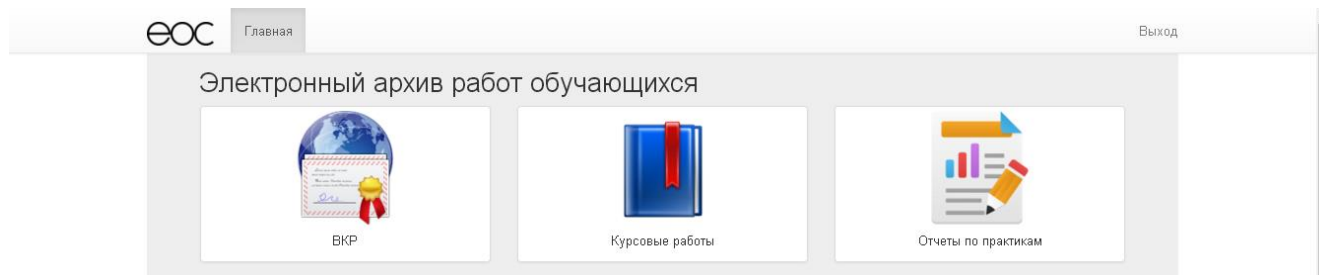 eoc Главная Выход
Электронный архив работ обучающихся
ВКР Курсовые работы Отчеты по практикам